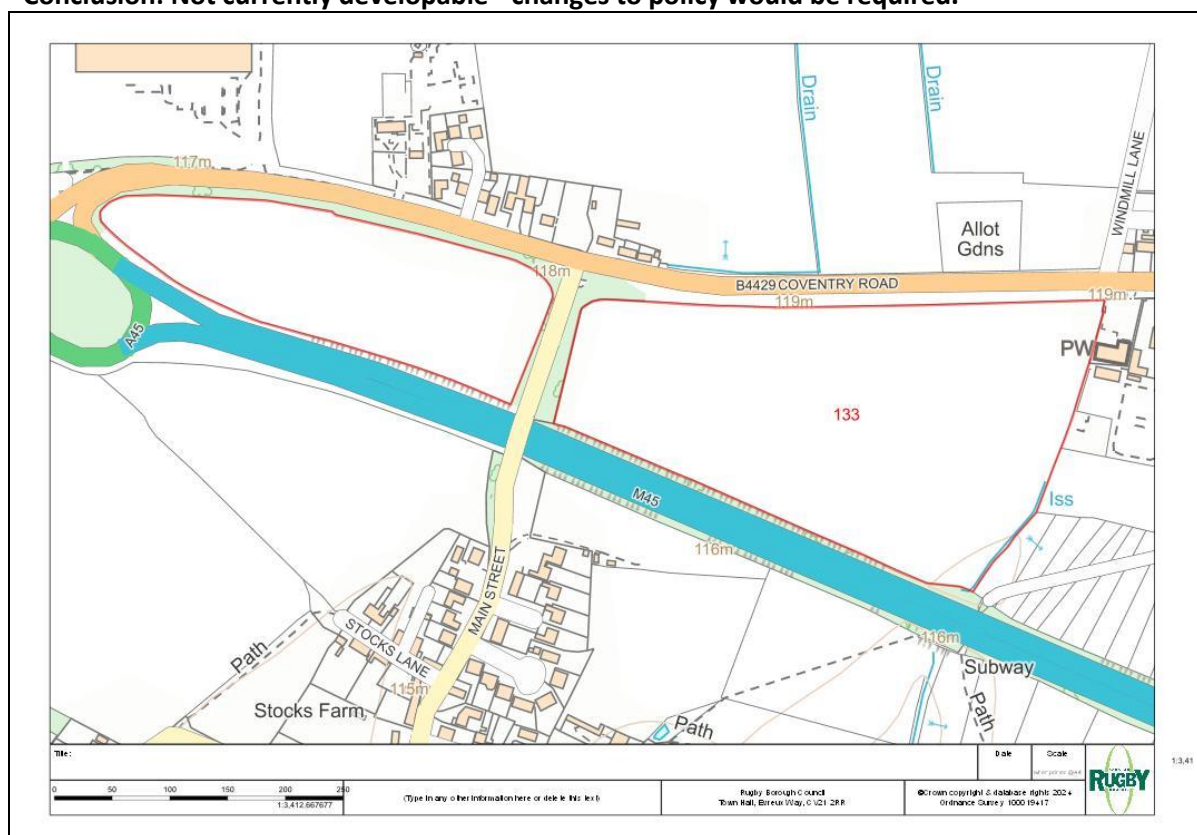 Conclusion: Not currently developable - changes to policy would be required.
Drain
Drain
WINDMILL LANE
117m
Allot
Gdns
118m
B4429 COVENTRY ROAD
119m
119m
A45
PW
133
M45
Iss
116m
MAIN STREET
STOCKS LANE
116m
Subway
Path
115m
Stocks Farm
Path
Path
Title:
Date
Scale
1:3,41
RUGBY
0 50 100 150 200 250
1:3,412.667677
(Type in any other information here or delete this text)
Rugby Borough Council
Town Hall, Evreux Way, CV21 2RR
©Crown copyright & database rights 2024
Ordnance Survey 100019417